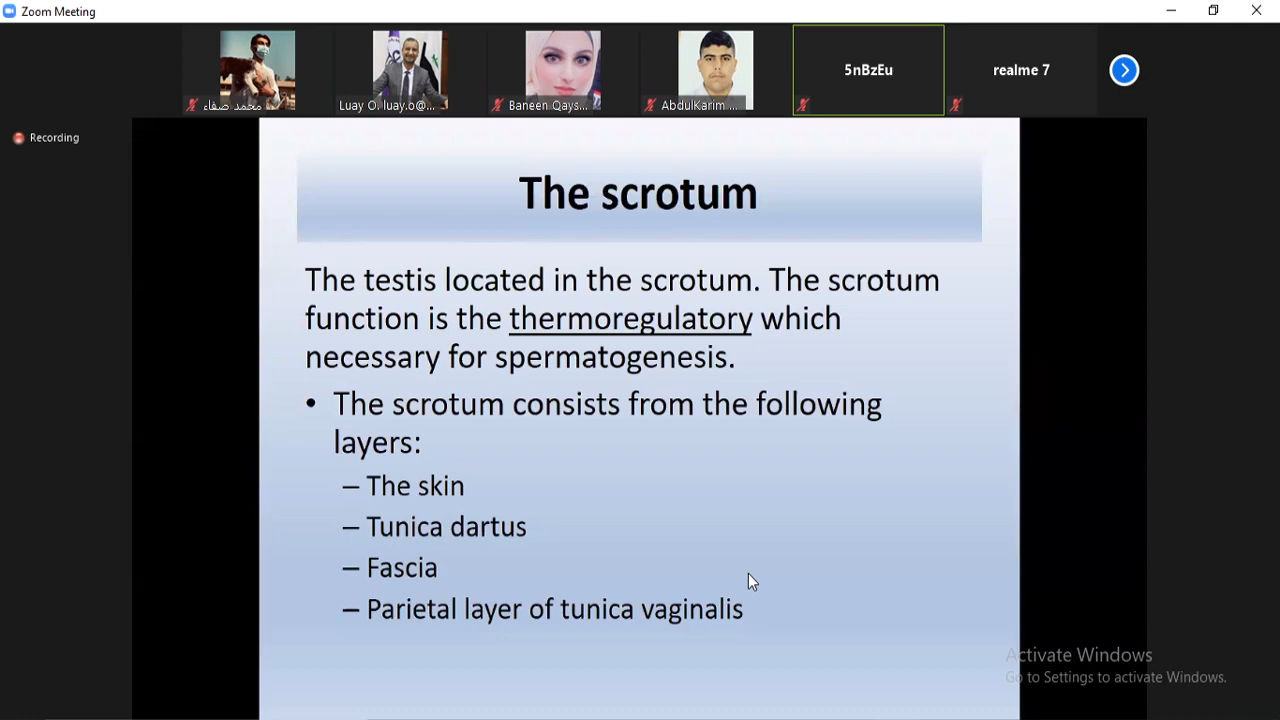 Zoom Meeting
محمد صفاء
Luay O. luay.o@...
Baneen Qays...
AbdulKarim ...
5nBzEu
realme 7
Recording
The scrotum
The testis located in the scrotum. The scrotum
function is the thermoregulatory which
necessary for spermatogenesis.
• The scrotum consists from the following
layers:
– The skin
– Tunica dartus
– Fascia
– Parietal layer of tunica vaginalis
Activate Windows
Go to Settings to activate Windows.